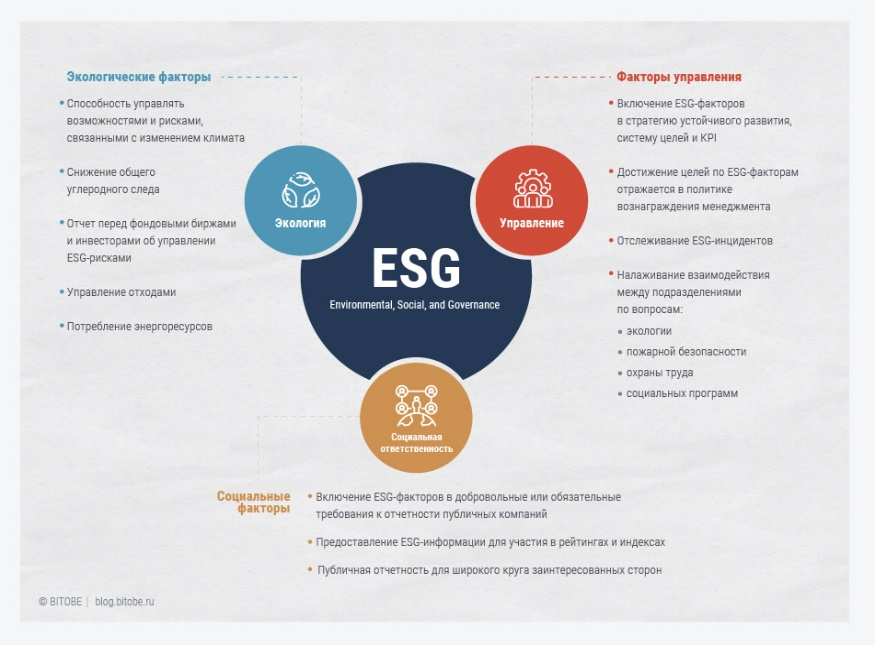 Экологические факторы
Способность управлять
возможностями и рисками,
связанными с изменением климата
Снижение общего
углеродного следа
Отчет перед фондовыми биржами
и инвесторами об управлении
ESG-рисками
Управление отходами
Потребление энергоресурсов
Экология
ESG
Environmental, Social, and Governance
Управление
Факторы управления
Включение ESG-факторов
в стратегию устойчивого развития,
систему целей и KPI
Достижение целей по ESG-факторам
отражается в политике
вознаграждения менеджмента
Отслеживание ESG-инцидентов
Налаживание взаимодействия
между подразделениями
по вопросам:
экологии
пожарной безопасности
охраны труда
социальных программ
Социальная
ответственность
Социальные
факторы
Включение ESG-факторов в добровольные или обязательные
требования к отчетности публичных компаний
Предоставление ESG-информации для участия в рейтингах и индексах
Публичная отчетность для широкого круга заинтересованных сторон
© BITOBE | blog.bitobe.ru